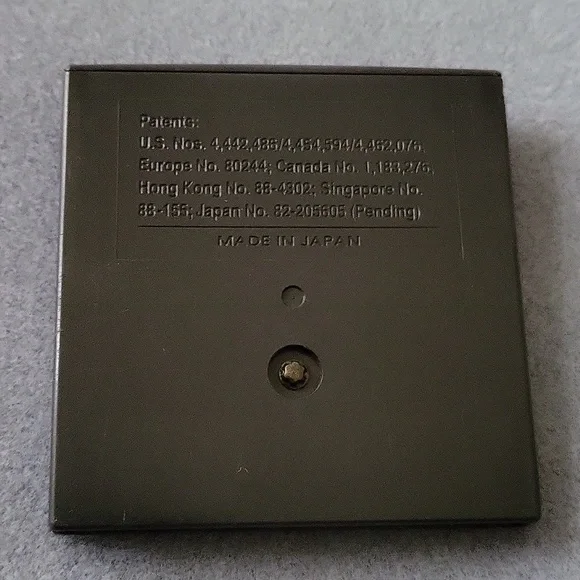 Patents:
U.S. Nos. 4,442,486/4,454,594/4,462,076,
Europe No. 80244; Canada No. 1,183,276,
Hong Kong No. 88-4302; Singapore No.
88-155; Japan No. 82-205605 (Pending)
MADE IN JAPAN